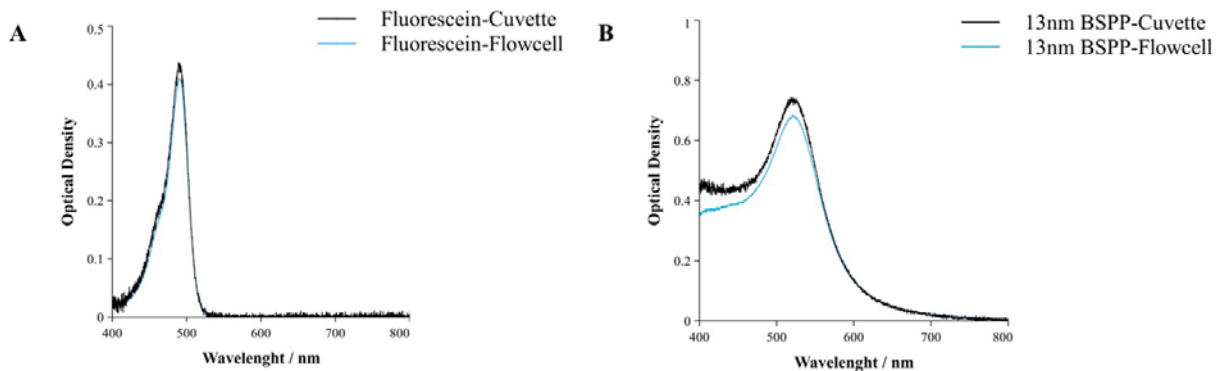 A
Fluorescein-Cuvette
Fluorescein-Flowcell
0.5
0.4
0.3
0.2
0.1
0
400
500
600
700
800
Optical Density
Wavelenght / nm
B
13nm BSPP-Cuvette
13nm BSPP-Flowcell
1
0.8
0.6
0.4
0.2
0
400
500
600
700
800
Optical Density
Wavelenght / nm